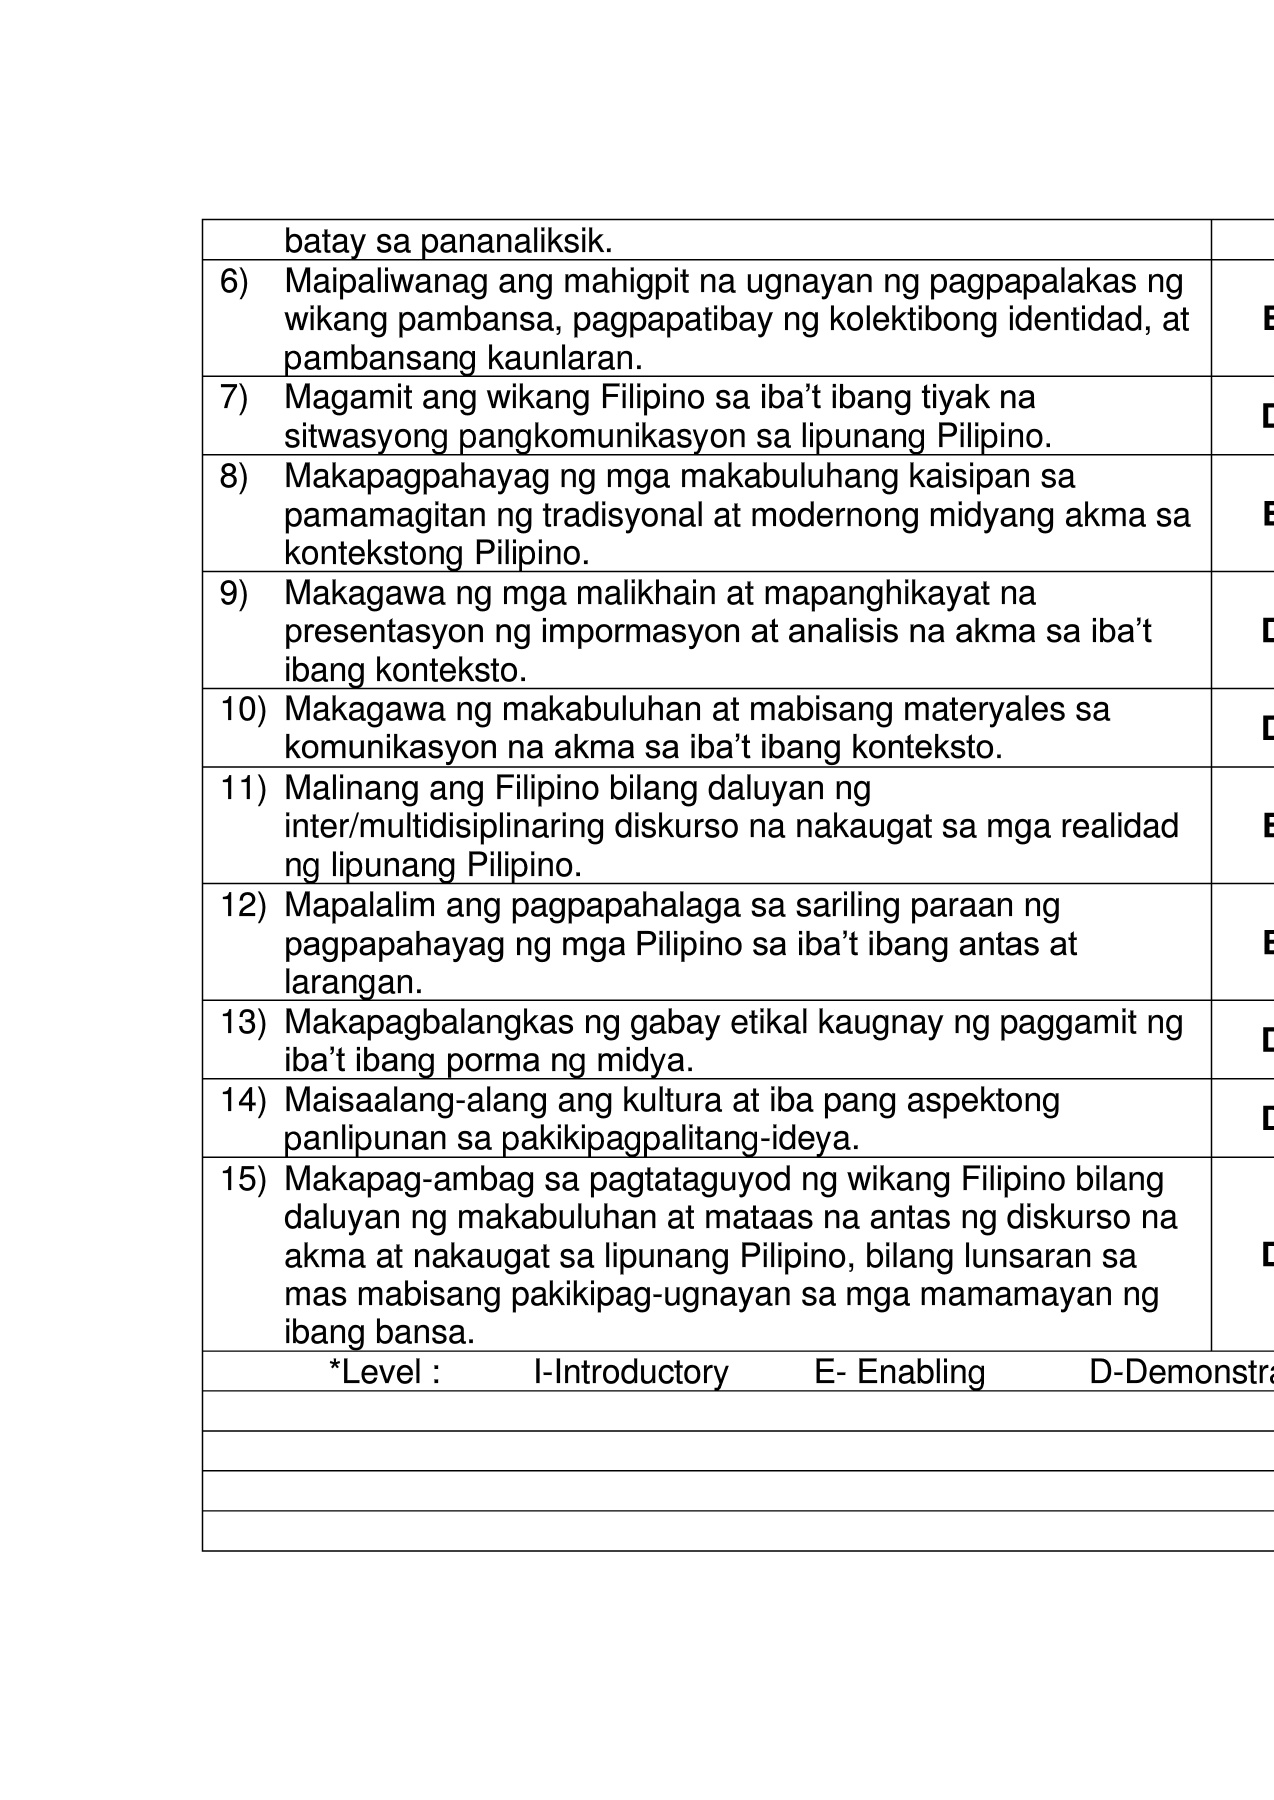 batay sa pananaliksik.
6) Maipaliwanag ang mahigpit na ugnayan ng pagpapalakas ng
wikang pambansa, pagpapatibay ng kolektibong identidad, at
pambansang kaunlaran.
E
7) Magamit ang wikang Filipino sa iba’t ibang tiyak na
sitwasyong pangkomunikasyon sa lipunang Pilipino.
D
8) Makapagpahayag ng mga makabuluhang kaisipan sa
pamamagitan ng tradisyonal at modernong midyang akma sa
kontekstong Pilipino.
E
9) Makagawa ng mga malikhain at mapanghikayat na
presentasyon ng impormasyon at analisis na akma sa iba’t
ibang konteksto.
D
10) Makagawa ng makabuluhan at mabisang materyales sa
komunikasyon na akma sa iba’t ibang konteksto.
D
11) Malinang ang Filipino bilang daluyan ng
inter/multidisiplinaring diskurso na nakaugat sa mga realidad
ng lipunang Pilipino.
E
12) Mapalalim ang pagpapahalaga sa sariling paraan ng
pagpapahayag ng mga Pilipino sa iba’t ibang antas at
larangan.
E
13) Makapagbalangkas ng gabay etikal kaugnay ng paggamit ng
iba’t ibang porma ng midya.
D
14) Maisaalang-alang ang kultura at iba pang aspektong
panlipunan sa pakikipagpalitang-ideya.
D
15) Makapag-ambag sa pagtataguyod ng wikang Filipino bilang
daluyan ng makabuluhan at mataas na antas ng diskurso na
akma at nakaugat sa lipunang Pilipino, bilang lunsaran sa
mas mabisang pakikipag-ugnayan sa mga mamamayan ng
ibang bansa.
D
*Level : I-Introductory E- Enabling D-Demonstra